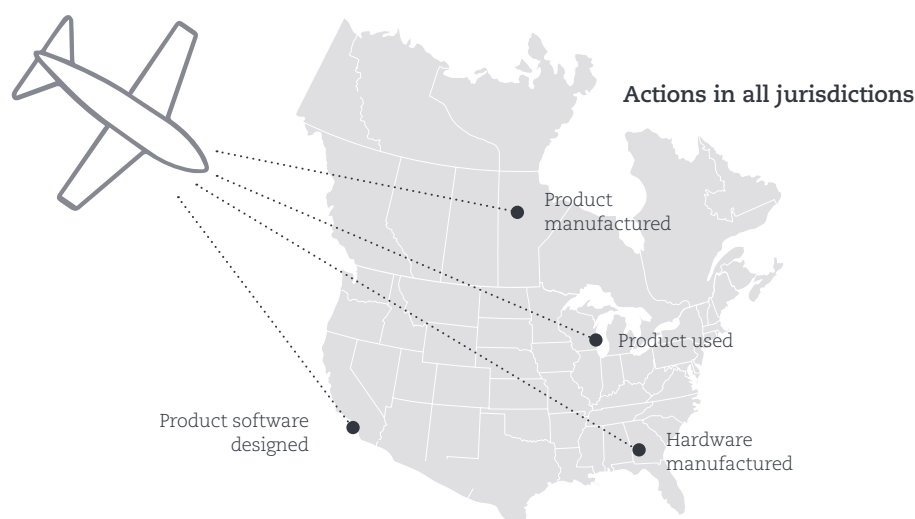 Actions in all jurisdictions
Product
manufactured
Product used
Product software
designed
Hardware
manufactured